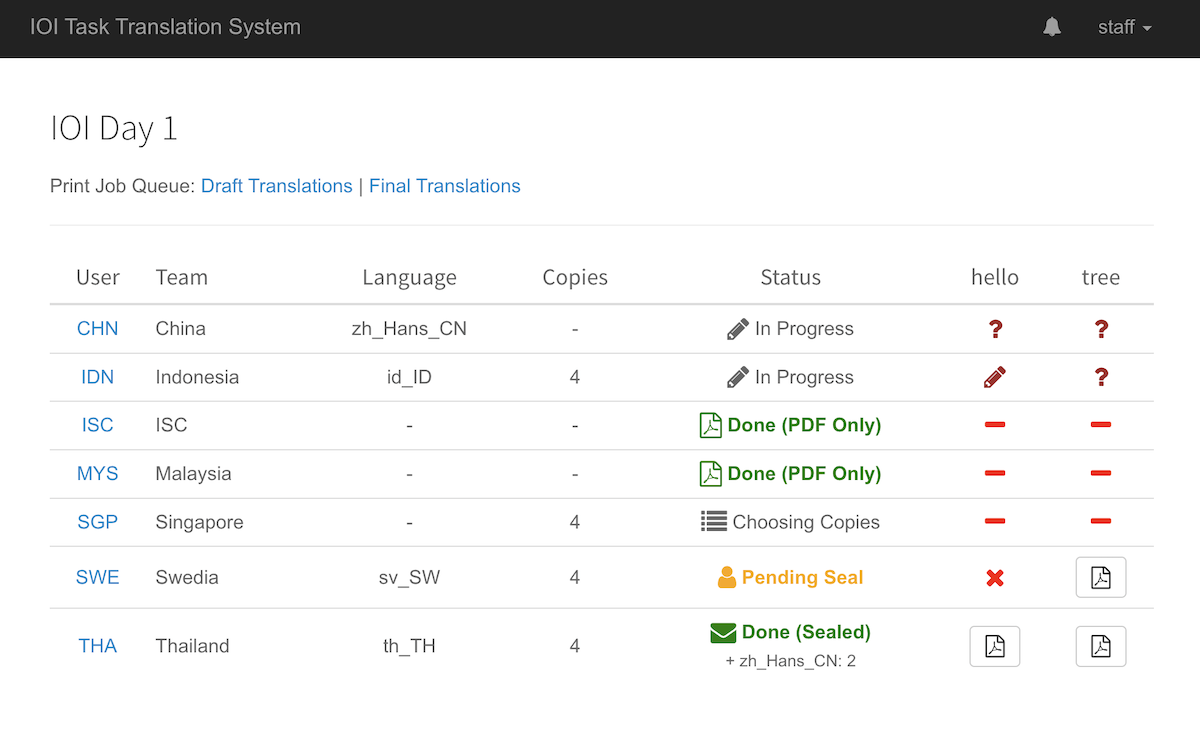 IOI Task Translation System staff
IOI Day 1
Print Job Queue: Draft Translations | Final Translations
User Team Language Copies Status hello tree
CHN China zh_Hans_CN - In Progress ? ?
IDN Indonesia id_ID 4 In Progress ?
ISC ISC - - Done (PDF Only)
MYS Malaysia - - Done (PDF Only)
SGP Singapore - 4 Choosing Copies
SWE Swedia sv_SW 4 Pending Seal
THA Thailand th_TH 4 Done (Sealed)
+ zh_Hans_CN: 2